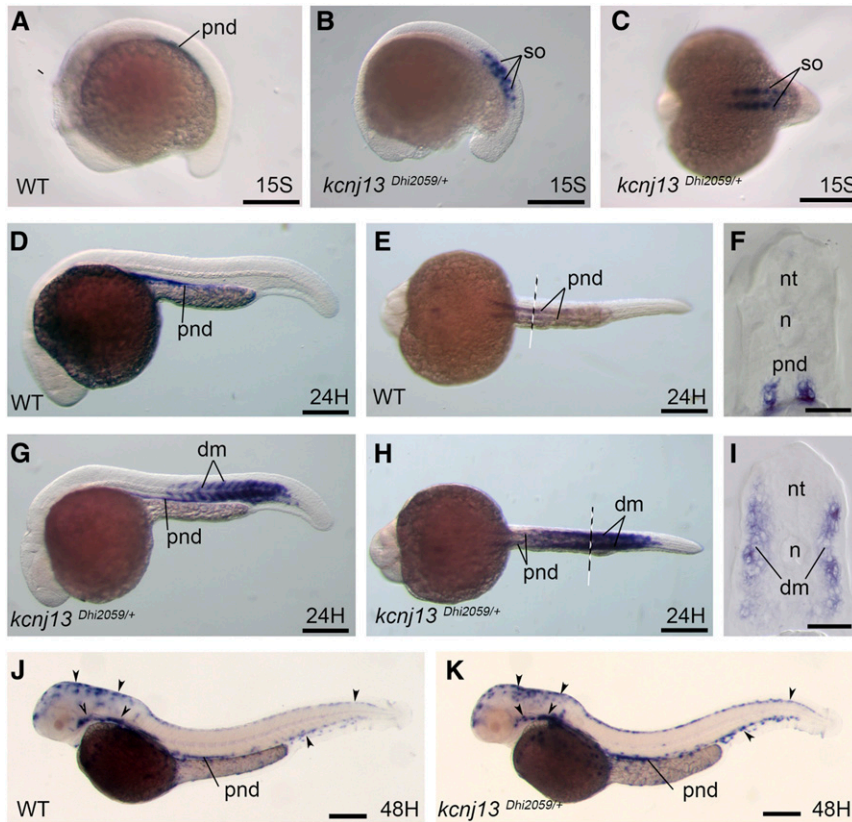 A
pnd
WT
15S
B
so
kcnj13 Dhi2059/+
15S
C
so
kcnj13 Dhi2059/+
15S
D
pnd
WT
24H
E
pnd
WT
24H
F
nt
n
pnd
G
dm
pnd
kcnj13 Dhi2059/+
24H
H
dm
pnd
kcnj13 Dhi2059/+
24H
I
nt
n
dm
J
pnd
WT
48H
K
pnd
kcnj13 Dhi2059/+
48H